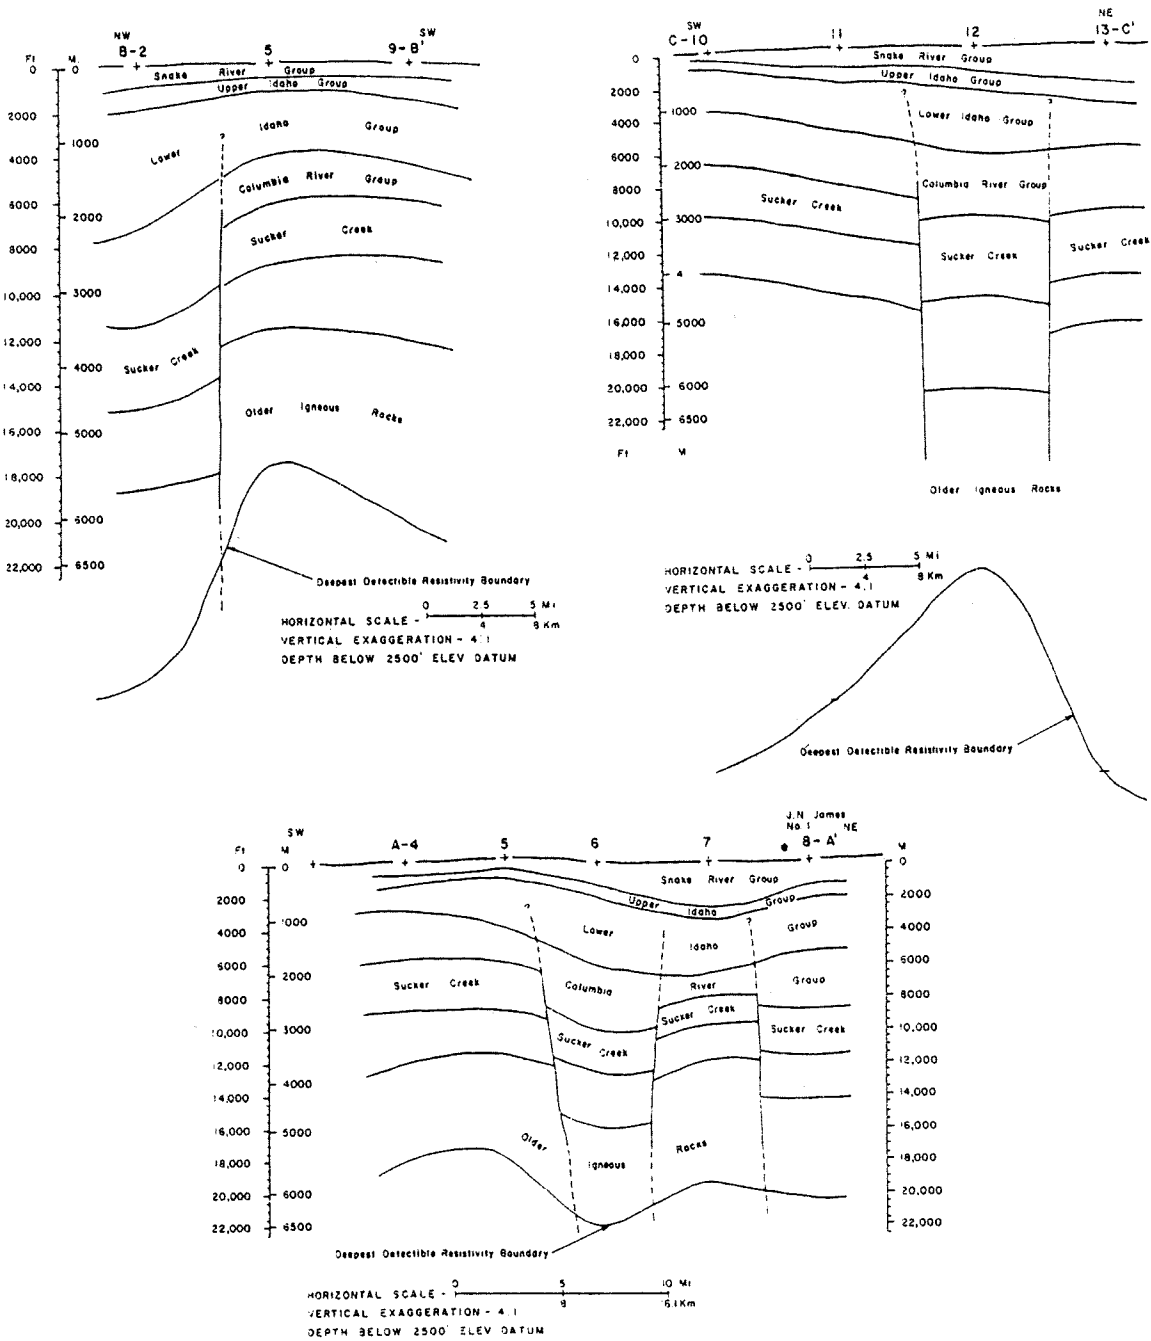 NW
B-2
5
SW
9-B'
Ft
M.
0
0
2000
1000
4000
6000
2000
8000
10,000
3000
12,000
4000
14,000
16,000
5000
18,000
20,000
6000
22,000
6500
Snake River Group
Upper Idaho Group
?
Lower Idaho Group
Columbia River Group
Sucker Creek
Sucker Creek
Older Igneous Rocks
Deepest Detectible Resistivity Boundary
0 2.5 5 Mi
HORIZONTAL SCALE -
4 8 Km
VERTICAL EXAGGERATION - 4:1
DEPTH BELOW 2500' ELEV DATUM
SW
C-10
11
12
NE
13-C'
0
2000
1000
4000
6000
2000
8000
10,000
3000
12,000
4
14,000
16,000
5000
18,000
20,000
6000
22,000
6500
Ft M
Snake River Group
Upper Idaho Group
?
?
Lower Idaho Group
Columbia River Group
Sucker Creek
Sucker Creek
Sucker Creek
Older Igneous Rocks
0 2.5 5 Mi
HORIZONTAL SCALE -
4 8 Km
VERTICAL EXAGGERATION - 4:1
DEPTH BELOW 2500' ELEV. DATUM
Deepest Detectible Resistivity Boundary
SW
A-4
5
6
7
J.N. James
No. 1 NE
8-A'
Ft
M
0
0
2000
1000
4000
6000
2000
8000
10,000
3000
12,000
4000
14,000
16,000
5000
18,000
20,000
6000
22,000
6500
M
0
2000
4000
6000
8000
10,000
12,000
14,000
16,000
18,000
20,000
22,000
Snake River Group
Upper Idaho Group
?
?
Lower Idaho Group
Columbia River Group
Sucker Creek
Sucker Creek
Sucker Creek
Sucker Creek
Older Igneous Rocks
Deepest Detectible Resistivity Boundary
0 5 10 Mi
HORIZONTAL SCALE -
8 16.1 Km
VERTICAL EXAGGERATION - 4:1
DEPTH BELOW 2500' ELEV DATUM